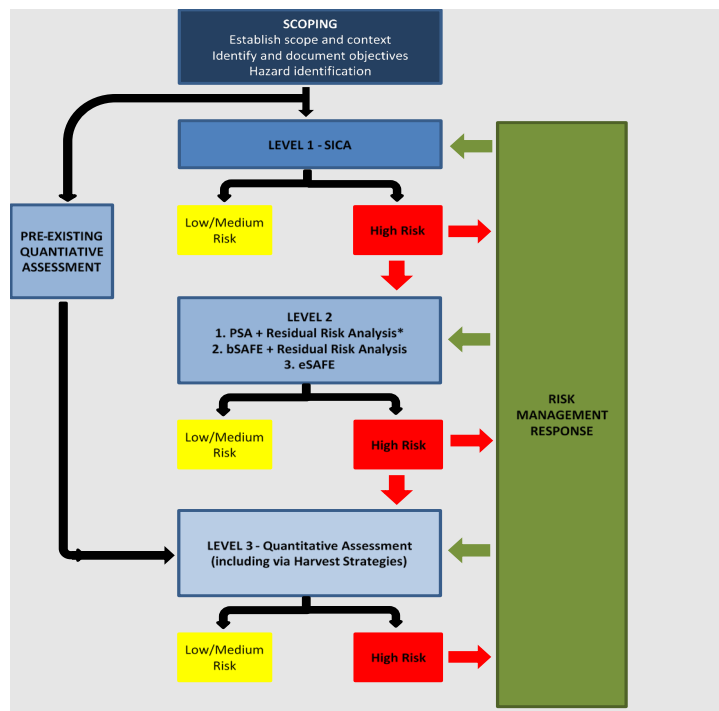 SCOPING
Establish scope and context
Identify and document objectives
Hazard identification
LEVEL 1 - SICA
PRE-EXISTING
QUANTIATIVE
ASSESSMENT
Low/Medium
Risk
High Risk
LEVEL 2
1. PSA + Residual Risk Analysis*
2. bSAFE + Residual Risk Analysis
3. eSAFE
RISK
MANAGEMENT
RESPONSE
Low/Medium
Risk
High Risk
LEVEL 3 - Quantitative Assessment
(including via Harvest Strategies)
Low/Medium
Risk
High Risk